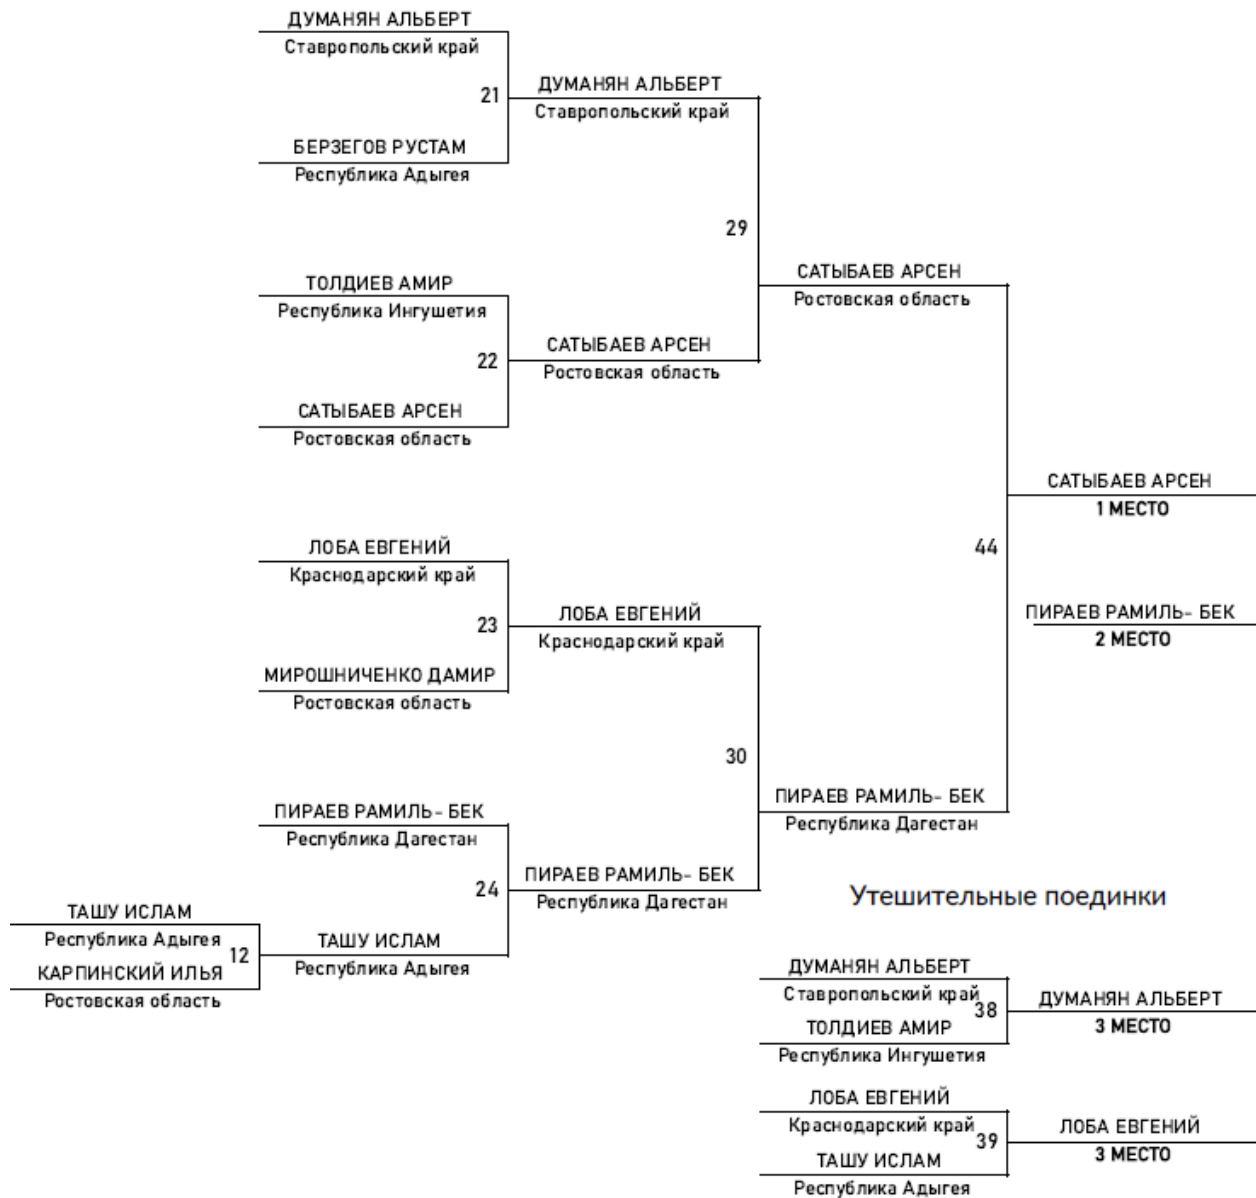 ДУМАНЯН АЛЬБЕРТ
Ставропольский край
21
ДУМАНЯН АЛЬБЕРТ
Ставропольский край
БЕРЗЕГОВ РУСТАМ
Республика Адыгея
29
ТОЛДИЕВ АМИР
Республика Ингушетия
САТЫБАЕВ АРСЕН
Ростовская область
22
САТЫБАЕВ АРСЕН
Ростовская область
САТЫБАЕВ АРСЕН
Ростовская область
САТЫБАЕВ АРСЕН
1 МЕСТО
44
ЛОБА ЕВГЕНИЙ
Краснодарский край
23
ЛОБА ЕВГЕНИЙ
Краснодарский край
ПИРАЕВ РАМИЛЬ- БЕК
2 МЕСТО
МИРОШНИЧЕНКО ДАМИР
Ростовская область
30
ПИРАЕВ РАМИЛЬ- БЕК
Республика Дагестан
ПИРАЕВ РАМИЛЬ- БЕК
Республика Дагестан
24
ПИРАЕВ РАМИЛЬ- БЕК
Республика Дагестан
Утешительные поединки
ТАШУ ИСЛАМ
Республика Адыгея
12
КАРПИНСКИЙ ИЛЬЯ
Ростовская область
ТАШУ ИСЛАМ
Республика Адыгея
ДУМАНЯН АЛЬБЕРТ
Ставропольский край
38
ТОЛДИЕВ АМИР
Республика Ингушетия
ДУМАНЯН АЛЬБЕРТ
3 МЕСТО
ЛОБА ЕВГЕНИЙ
Краснодарский край
39
ТАШУ ИСЛАМ
Республика Адыгея
ЛОБА ЕВГЕНИЙ
3 МЕСТО